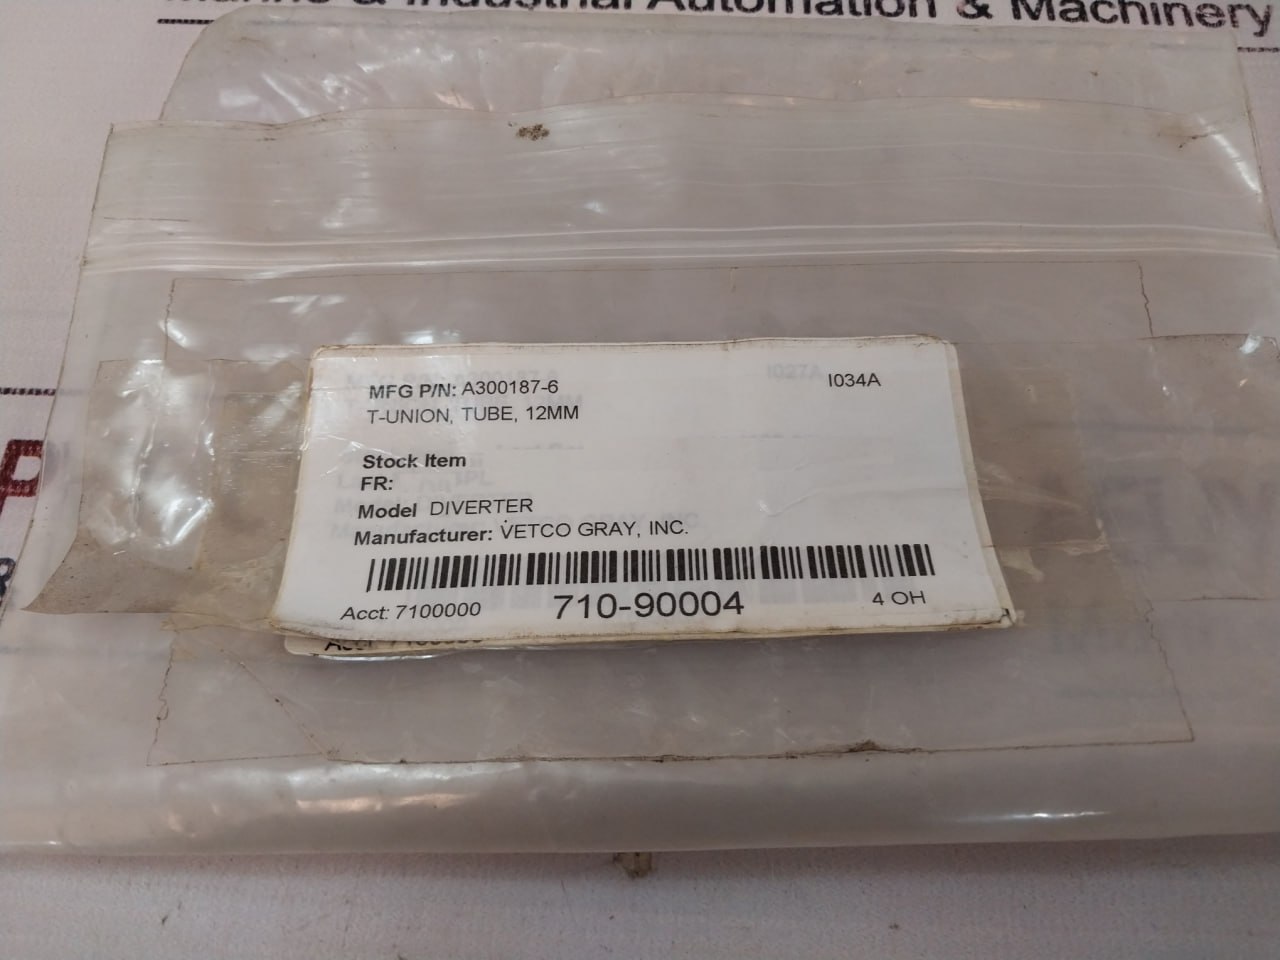 Marine & Industrial Automation & Machinery
MFG P/N: A300187-6
I027A
I034A
T-UNION, TUBE, 12MM
Stock Item
FR:
Model DIVERTER
Manufacturer: VETCO GRAY, INC.
Acct: 7100000
710-90004
4 OH
&